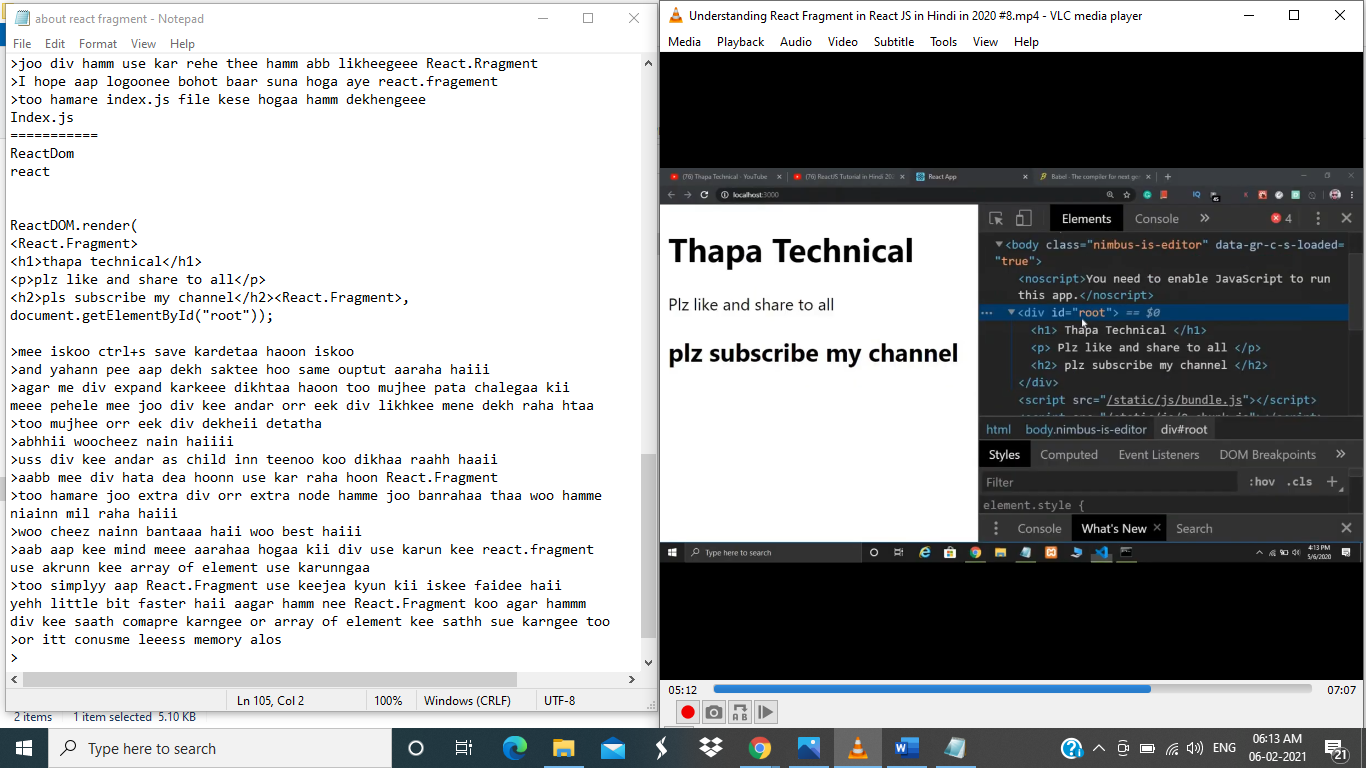 about react fragment - Notepad
File Edit Format View Help
>joo div hamm use kar rehe thee hamm abb likheegeee React.Rragment
>I hope aap logoonee bohot baar suna hoga aye react.fragement
>too hamare index.js file kese hogaa hamm dekhengeee
Index.js
===========
ReactDom
react
ReactDOM.render(
<React.Fragment>
<h1>thapa technical</h1>
<p>plz like and share to all</p>
<h2>pls subscribe my channel</h2><React.Fragment>,
document.getElementById("root"));
>mee iskoo ctrl+s save kardetaa haoon iskoo
>and yahann pee aap dekh saktee hoo same ouptut aaraha haiii
>agar me div expand karkeee dikhtaa haoon too mujhee pata chalegaa kii
meee pehele mee joo div kee andar orr eek div likhkee mene dekh raha htaa
>too mujhee orr eek div dekheii detatha
>abhhii woocheez nain haiiii
>uss div kee andar as child inn teenoo koo dikhaa raahh haaii
>aabb mee div hata dea hoonn use kar raha hoon React.Fragment
>too hamare joo extra div orr extra node hamme joo banrahaa thaa woo hamme
niainn mil raha haiii
>woo cheez nainn bantaaa haii woo best haiii
>aab aap kee mind meee aarahaa hogaa kii div use karun kee react.fragment
use akrunn kee array of element use karunngaa
>too simplyy aap React.Fragment use keejea kyun kii iskee faidee haii
yehh little bit faster haii aagar hamm nee React.Fragment koo agar hammm
div kee saath comapre karngee or array of element kee sathh sue karngee too
>or itt conusme leeess memory alos
>
Ln 105, Col 2 100% Windows (CRLF) UTF-8
2 items 1 item selected 5.10 KB
Understanding React Fragment in React JS in Hindi in 2020 #8.mp4 - VLC media player
Media Playback Audio Video Subtitle Tools View Help
(76) Thapa Technical - YouTube (76) ReactJS Tutorial in Hindi 202 React App Babel · The compiler for next ge
localhost:3000
Thapa Technical
Plz like and share to all
plz subscribe my channel
Elements Console » 4
<body class="nimbus-is-editor" data-gr-c-s-loaded=
"true">
<noscript>You need to enable JavaScript to run
this app.</noscript>
<div id="root"> == $0
<h1> Thapa Technical </h1>
<p> Plz like and share to all </p>
<h2> plz subscribe my channel </h2>
</div>
<script src="/static/js/bundle.js"></script>
html body.nimbus-is-editor div#root
Styles Computed Event Listeners DOM Breakpoints »
Filter :hov .cls +
element.style {
Console What's New Search
Type here to search
4:13 PM
5/6/2020
05:12 07:07
Type here to search
ENG
06:13 AM
06-02-2021
21